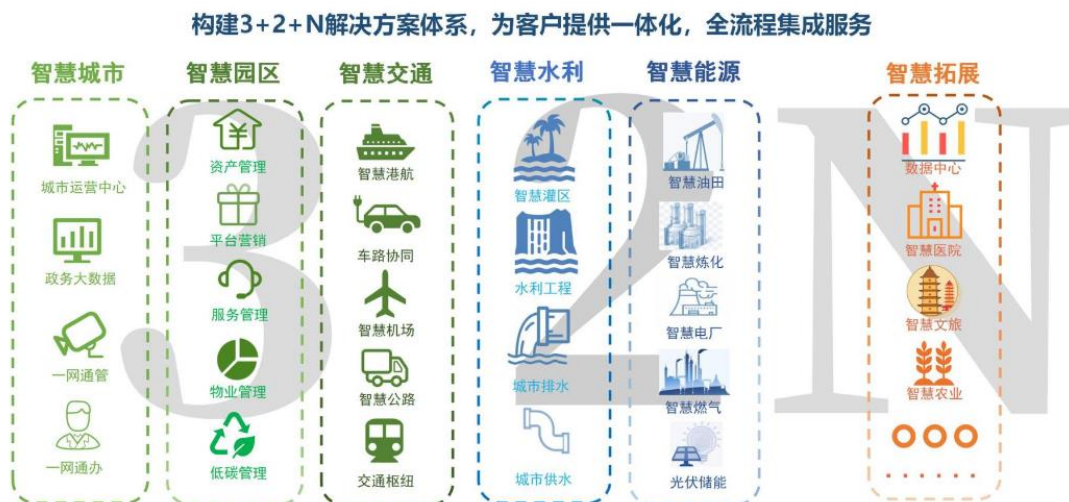 构建3+2+N解决方案体系，为客户提供一体化，全流程集成服务
智慧城市
城市运营中心
政务大数据
一网通管
一网通办
智慧园区
资产管理
平台营销
服务管理
物业管理
低碳管理
智慧交通
智慧港航
车路协同
智慧机场
智慧公路
交通枢纽
智慧水利
智慧灌区
水利工程
城市排水
城市供水
智慧能源
智慧油田
智慧炼化
智慧电厂
智慧燃气
光伏储能
智慧拓展
数据中心
智慧医院
智慧文旅
智慧农业
······
3
2
N